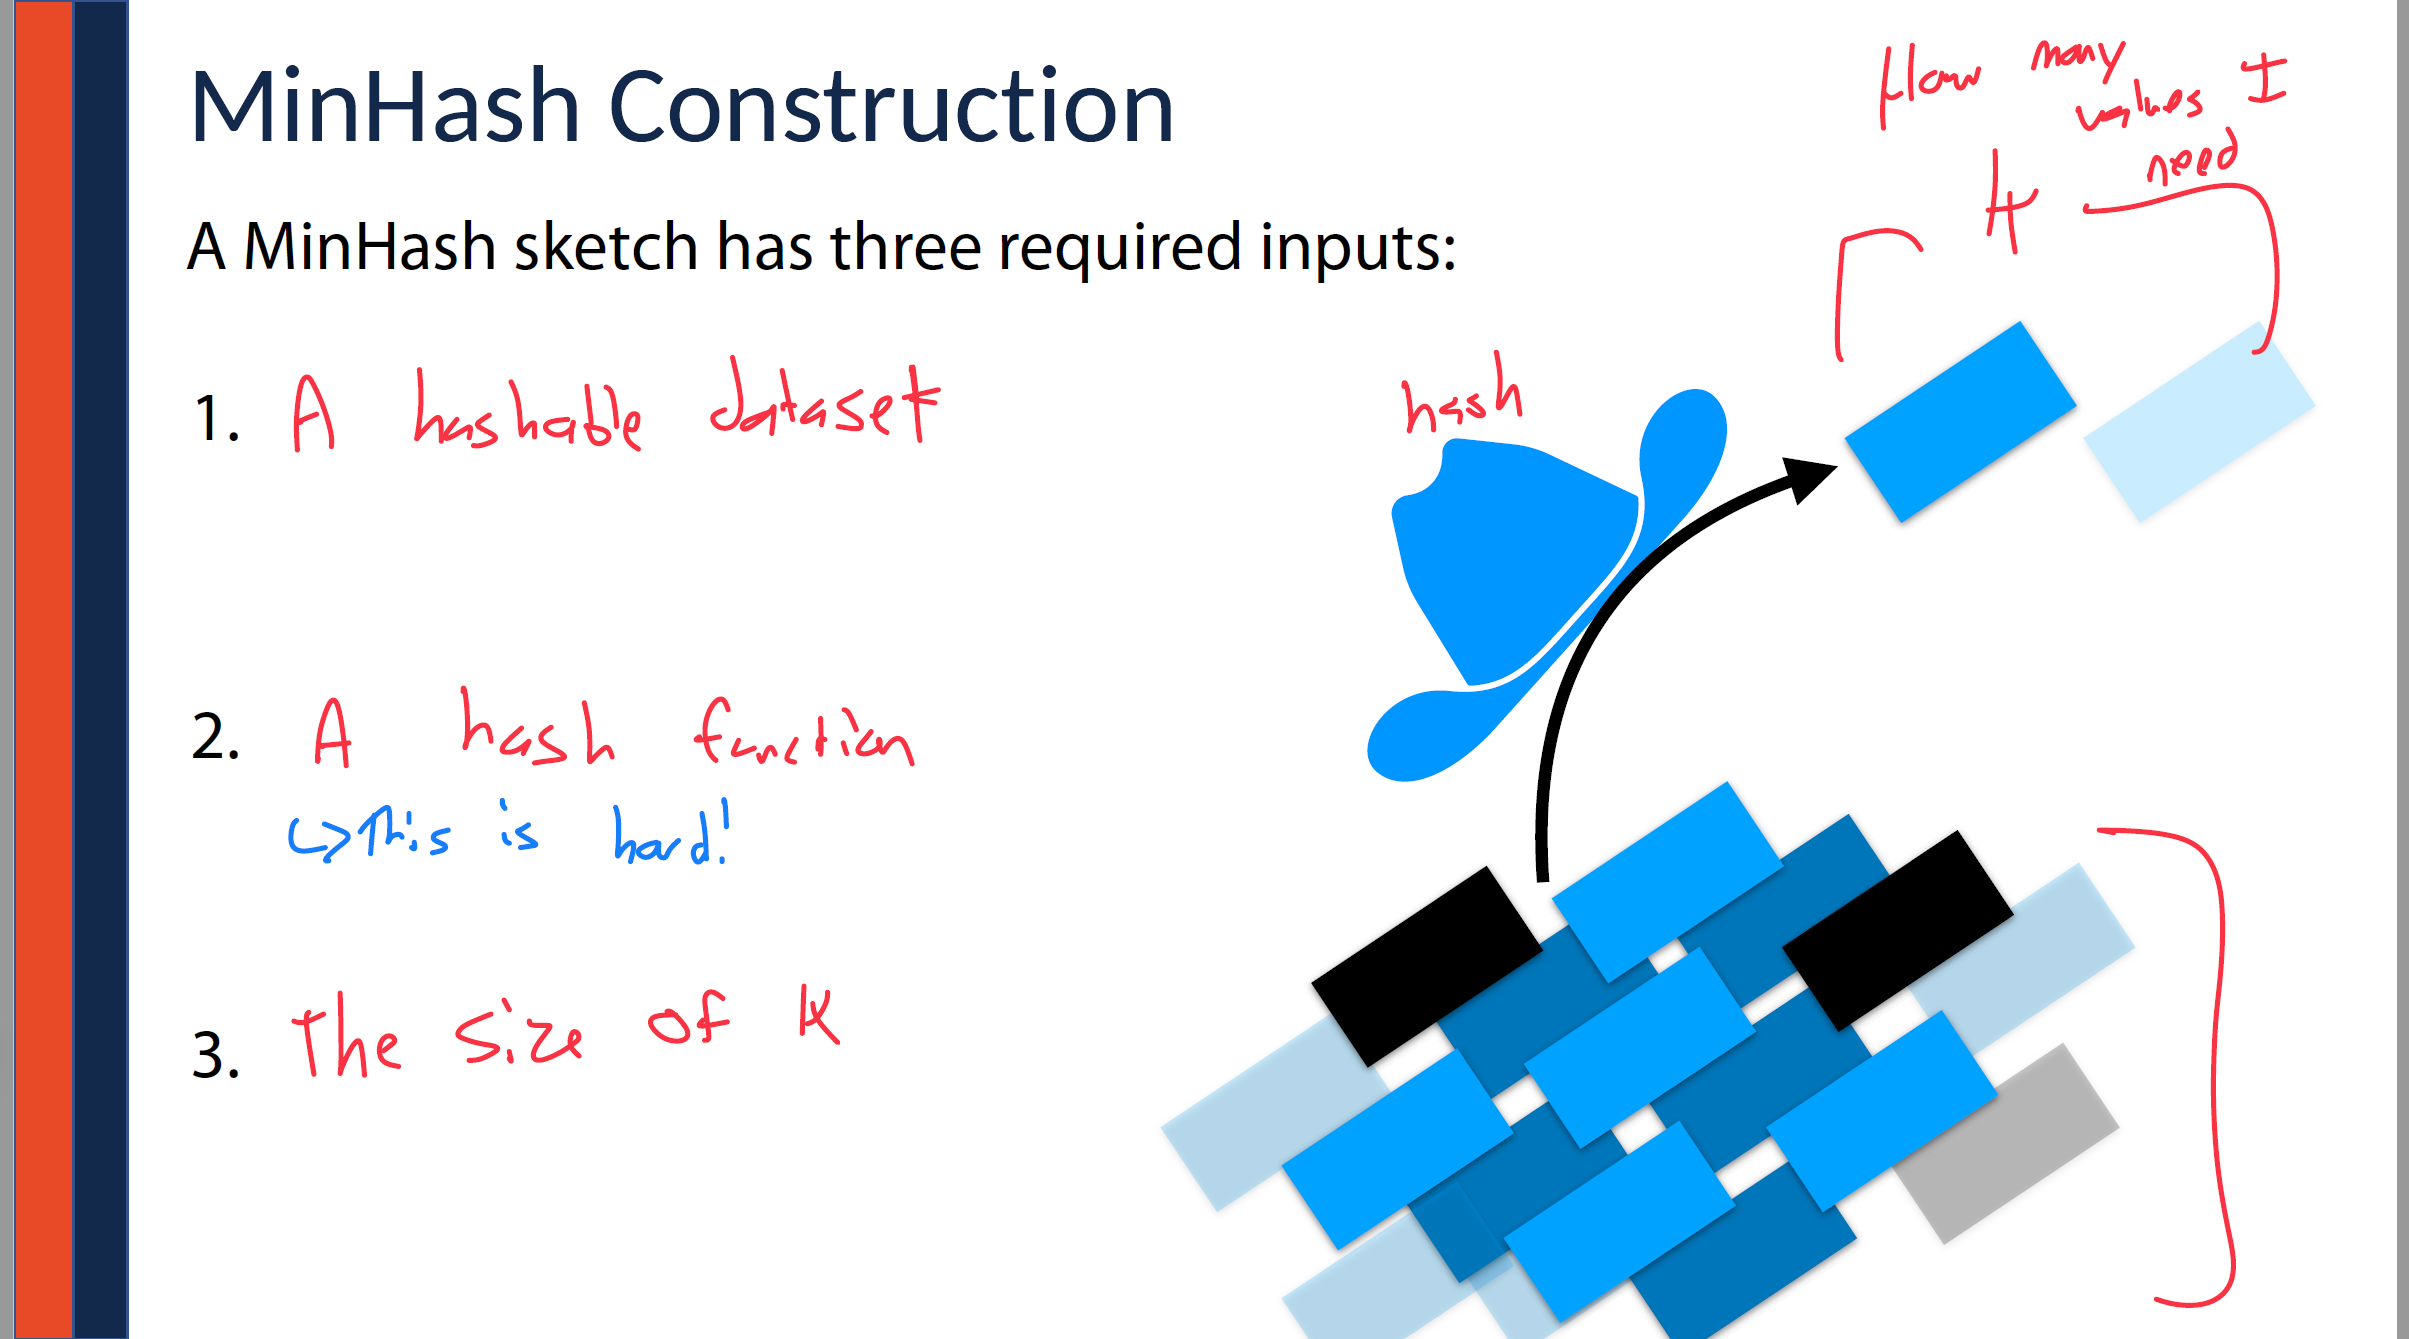 MinHash Construction
How many
values I
need
k
A MinHash sketch has three required inputs:
1. A hashable dataset
hash
2. A hash function
↳ This is hard!
3. The size of k